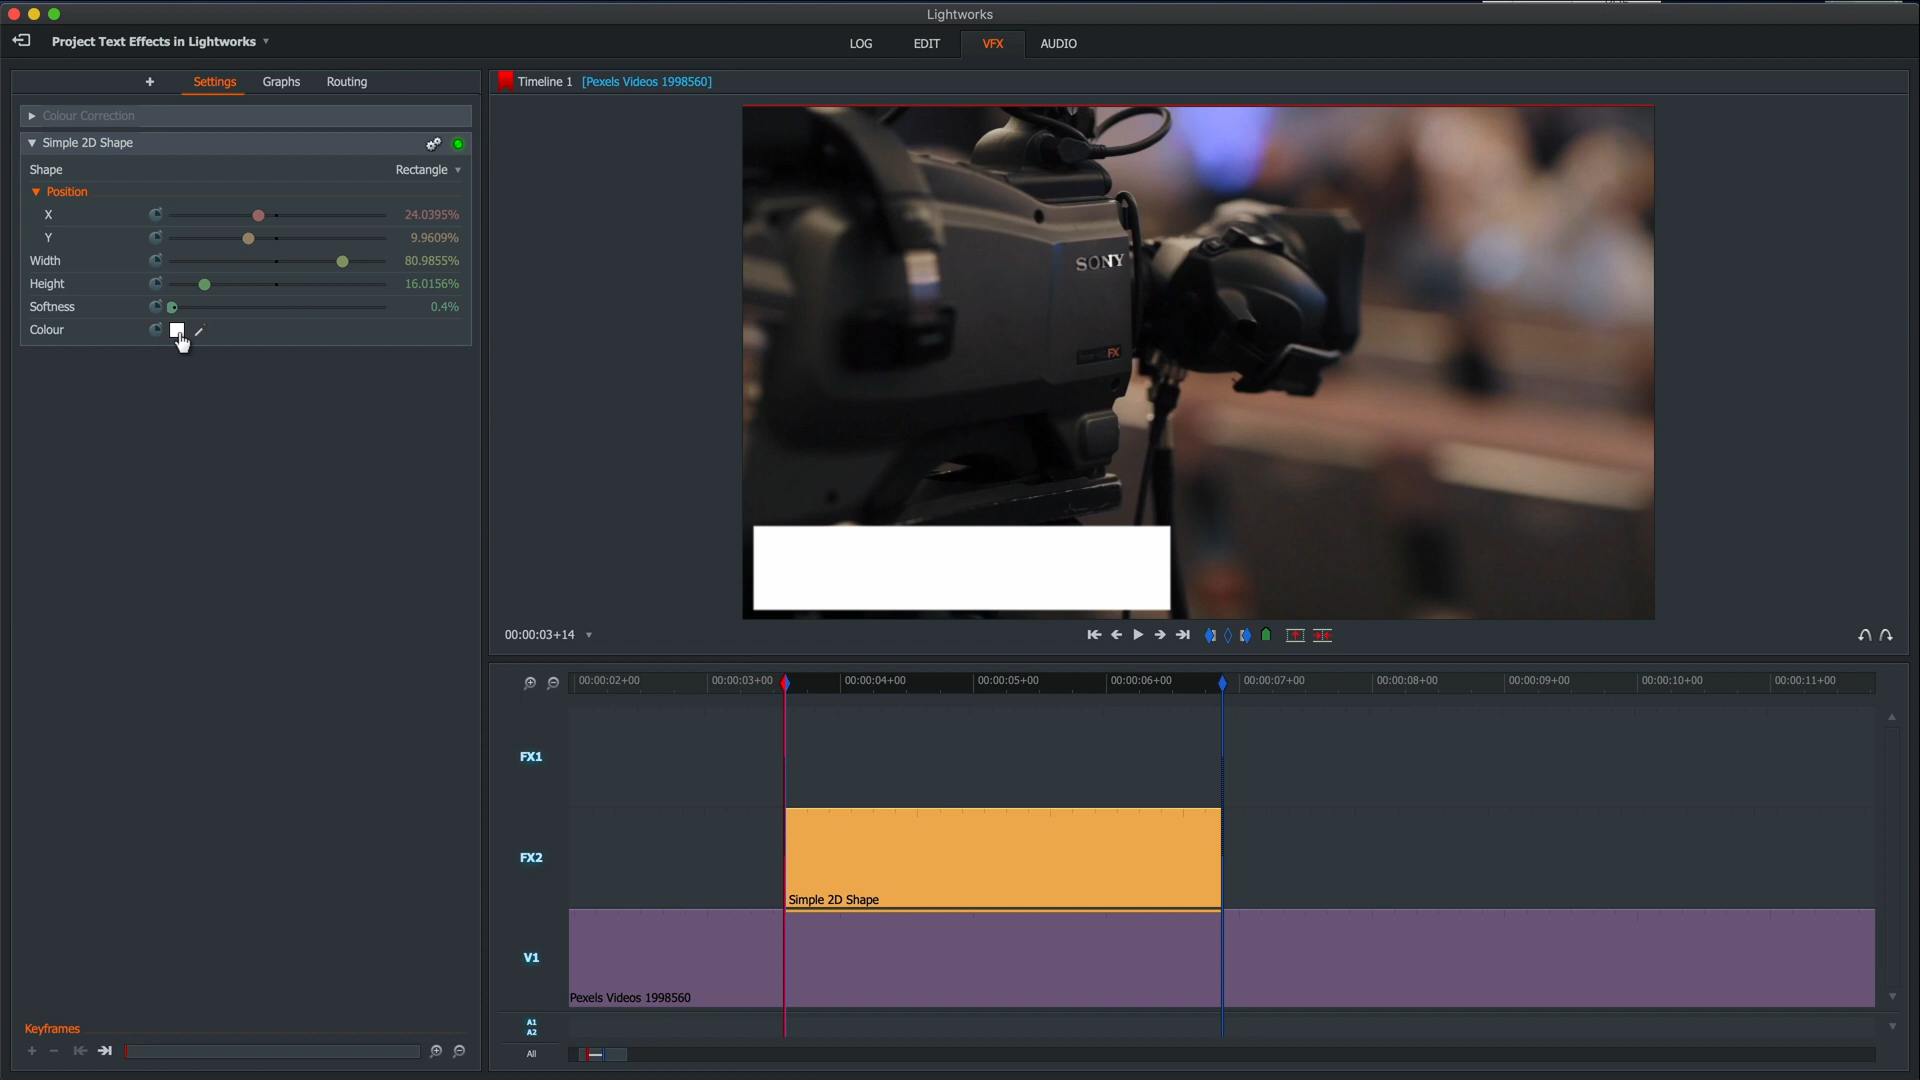 Lightworks
Project Text Effects in Lightworks
LOG EDIT VFX AUDIO
+ Settings Graphs Routing
Timeline 1 [Pexels Videos 1998560]
Colour Correction
Simple 2D Shape
Shape Rectangle
Position
X 24.0395%
Y 9.9609%
Width 80.9855%
Height 16.0156%
Softness 0.4%
Colour
SONY
FX
00:00:03+14
00:00:02+00 00:00:03+00 00:00:04+00 00:00:05+00 00:00:06+00 00:00:07+00 00:00:08+00 00:00:09+00 00:00:10+00 00:00:11+00
FX1
FX2
Simple 2D Shape
V1
Pexels Videos 1998560
A1
A2
All
Keyframes